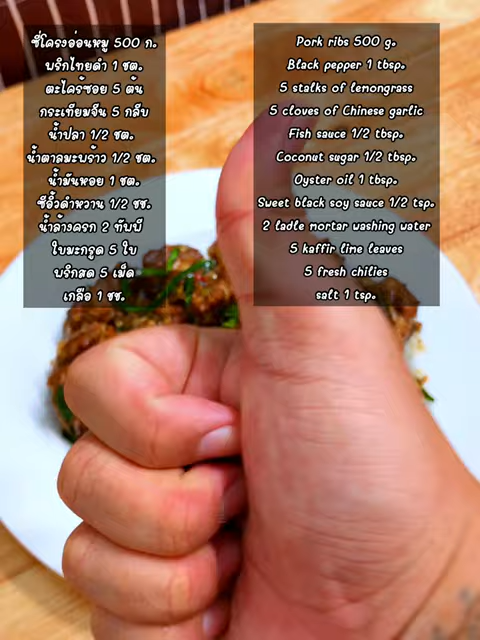 ซี่โครงอ่อนหมู 500 ก.
พริกไทยดำ 1 ชต.
ตะไคร้ซอย 5 ต้น
กระเทียมจีน 5 กลีบ
น้ำปลา 1/2 ชต.
น้ำตาลมะพร้าว 1/2 ชต.
น้ำมันหอย 1 ชต.
ซีอิ๊วดำหวาน 1/2 ชช.
น้ำล้างครก 2 ทัพพี
ใบมะกรูด 5 ใบ
พริกสด 5 เม็ด
เกลือ 1 ชช.
Pork ribs 500 g.
Black pepper 1 tbsp.
5 stalks of lemongrass
5 cloves of Chinese garlic
Fish sauce 1/2 tbsp.
Coconut sugar 1/2 tbsp.
Oyster oil 1 tbsp.
Sweet black soy sauce 1/2 tsp.
2 ladle mortar washing water
5 kaffir lime leaves
5 fresh chilies
salt 1 tsp.